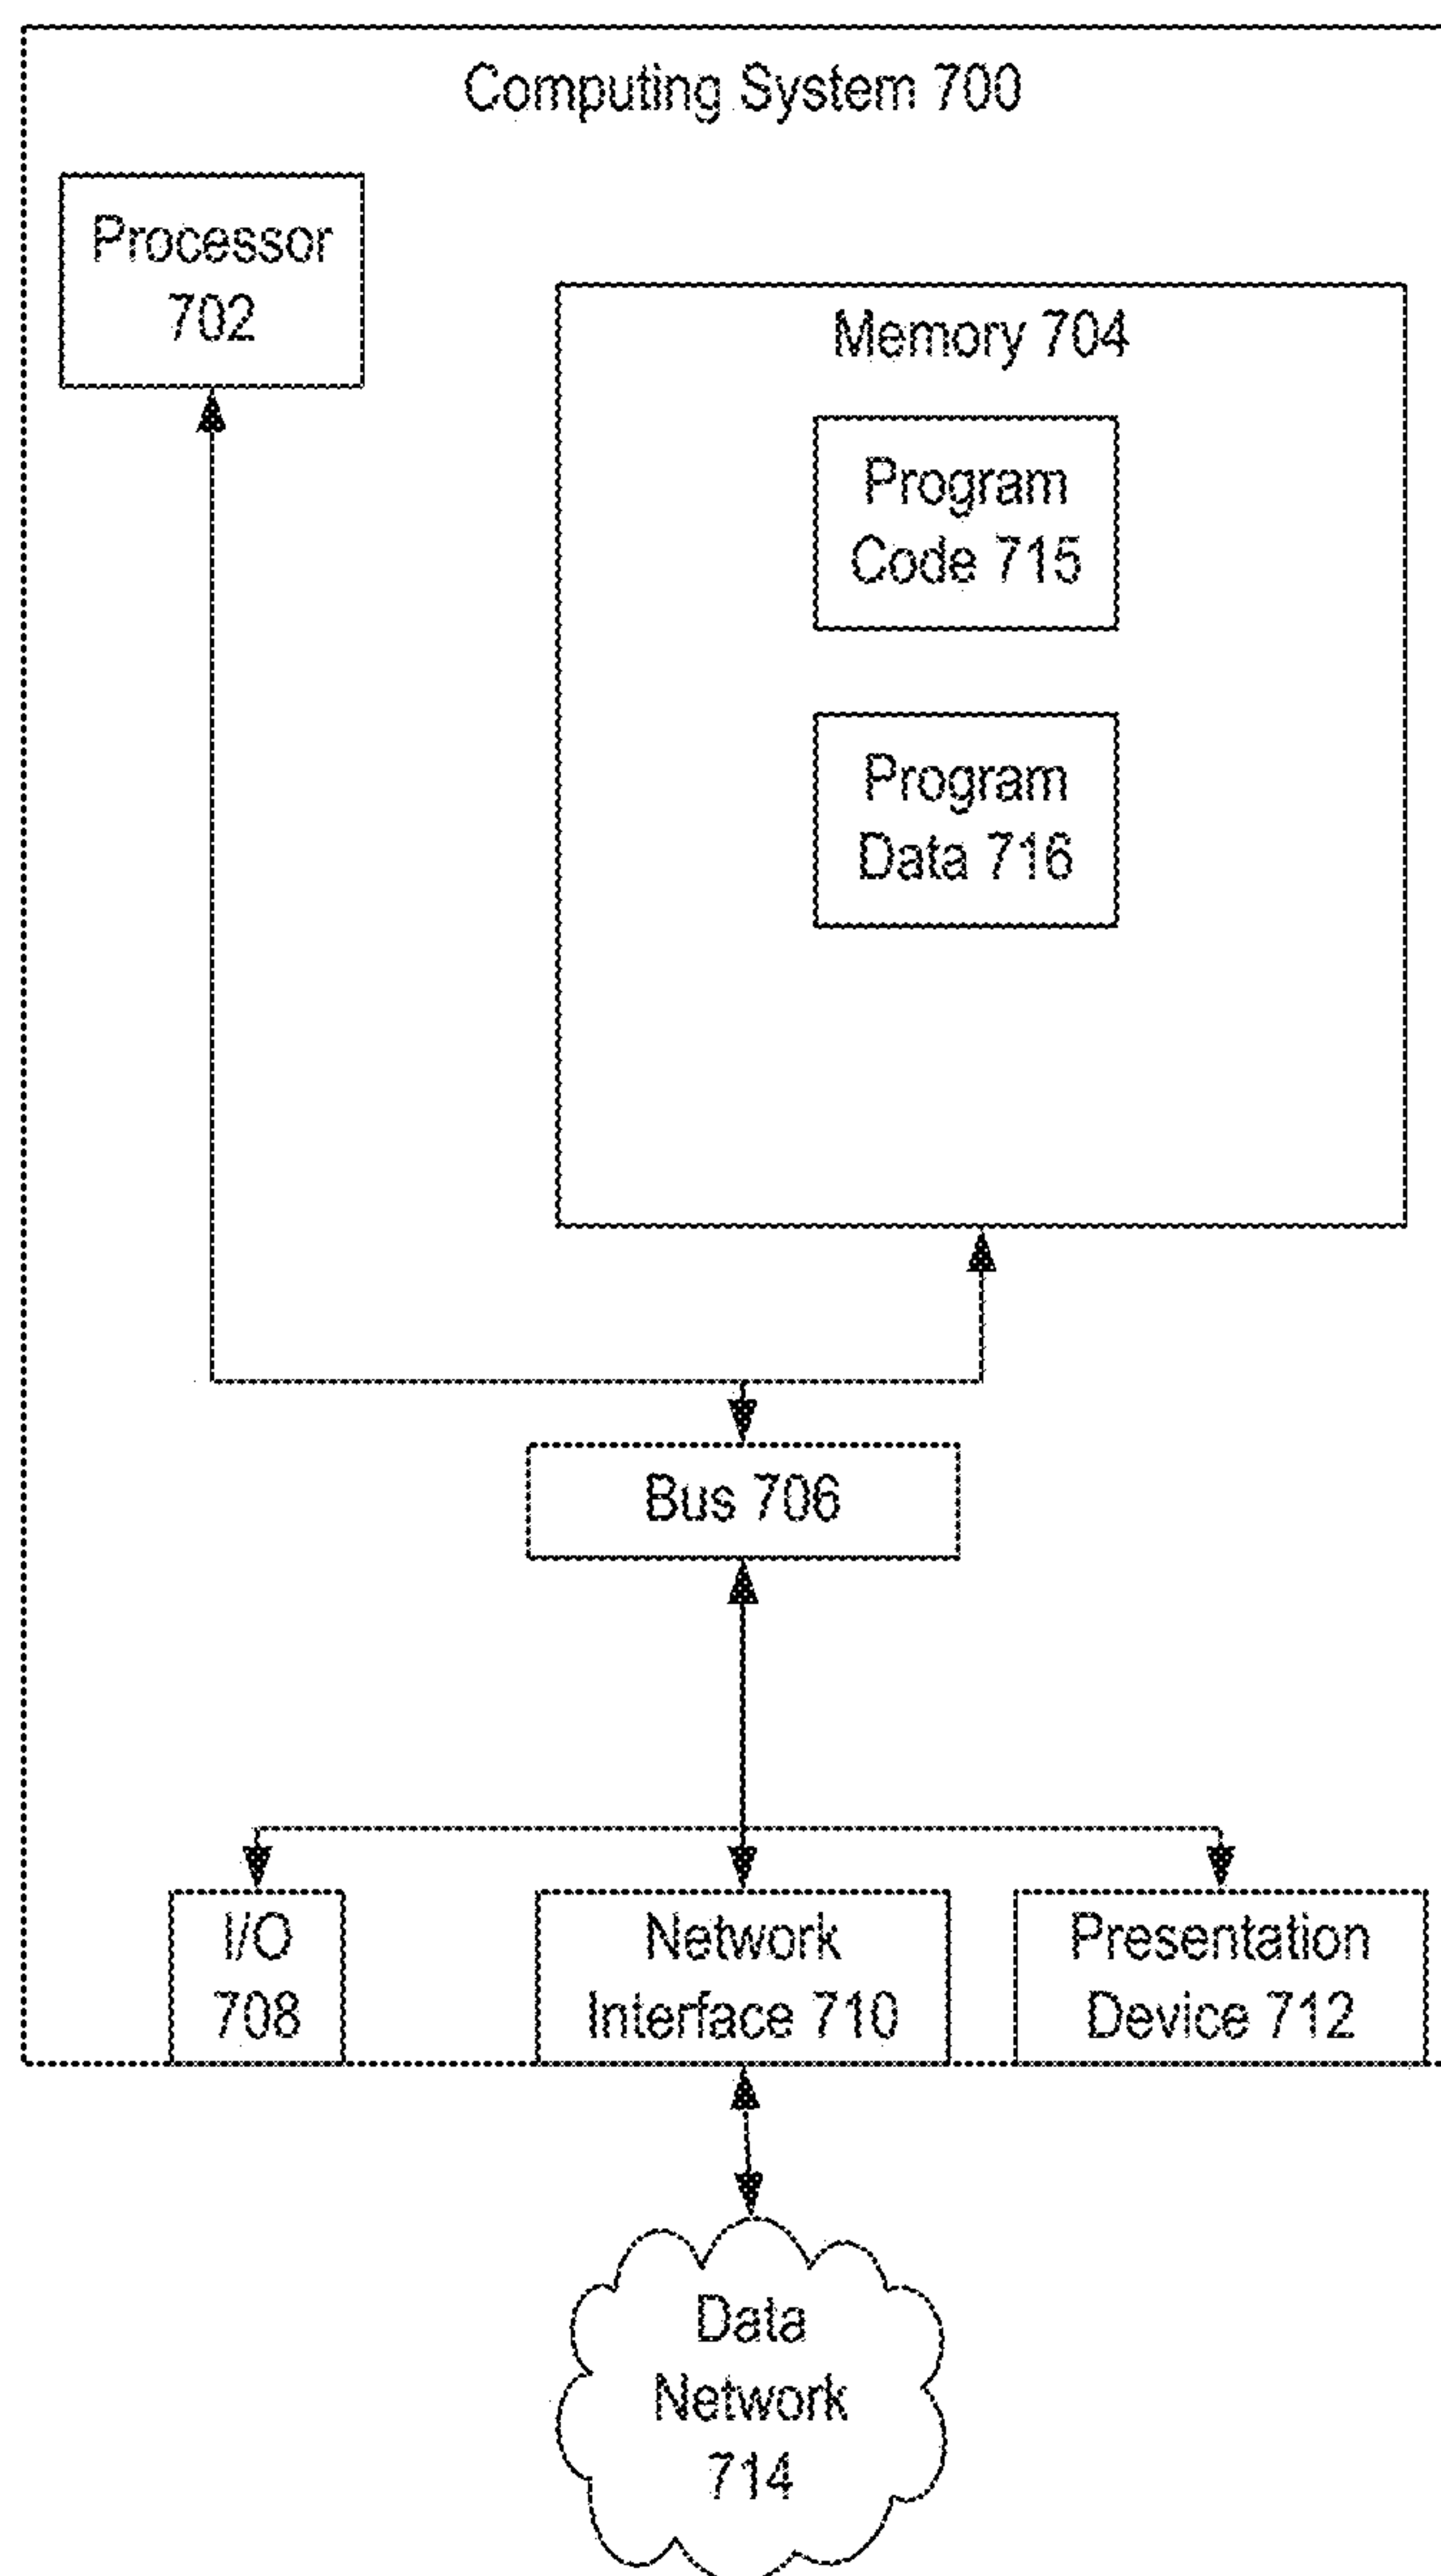 Computing System 700
Processor
702
Memory 704
Program
Code 715
Program
Data 716
Bus 706
I/O
708
Network
Interface 710
Presentation
Device 712
Data
Network
714